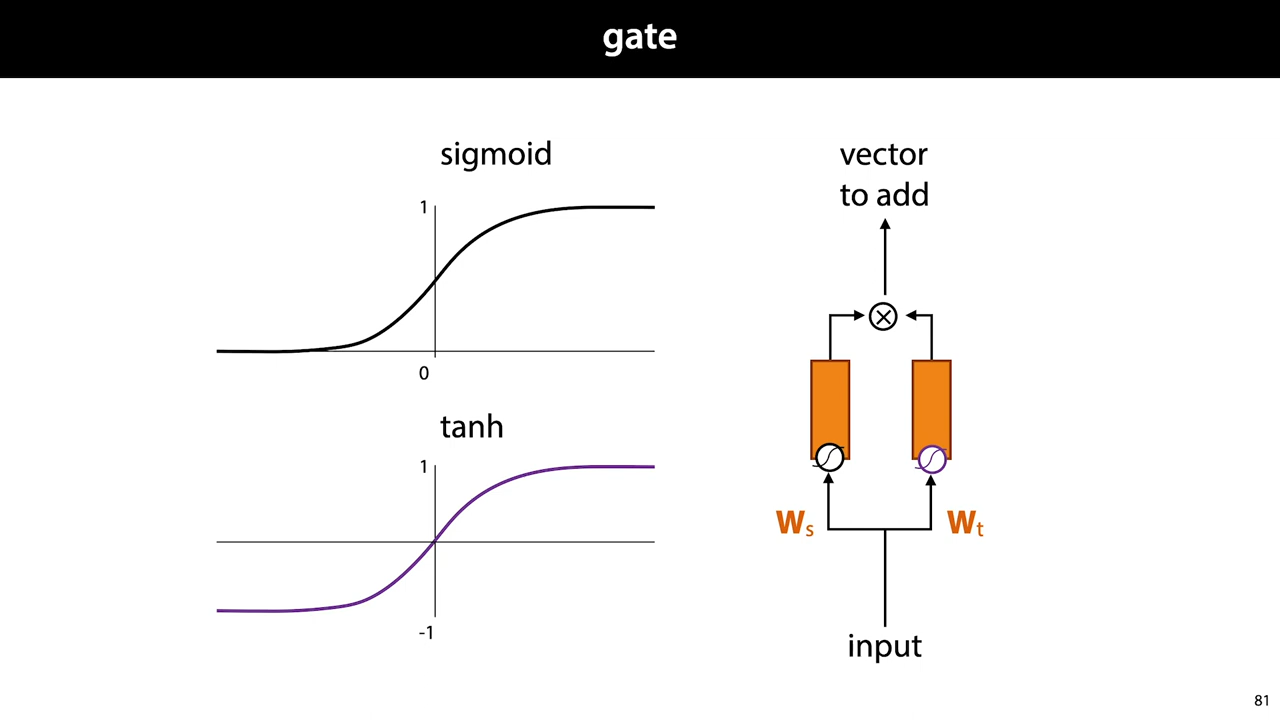 gate
sigmoid
1
0
tanh
1
-1
vector
to add
Ws
Wt
input
81